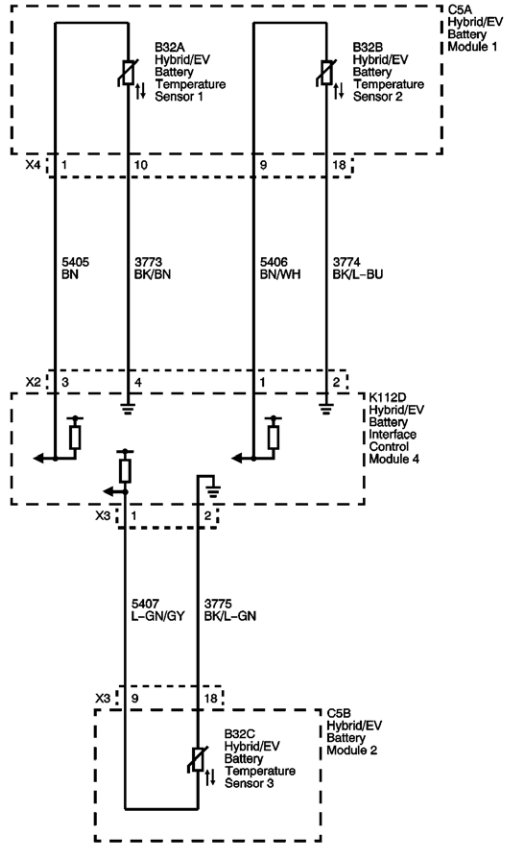 C5A
Hybrid/EV
Battery
Module 1
B32A
Hybrid/EV
Battery
Temperature
Sensor 1
B32B
Hybrid/EV
Battery
Temperature
Sensor 2
X4 1 10 9 18
5405
BN
3773
BK/BN
5406
BN/WH
3774
BK/L-BU
X2 3 4 1 2
K112D
Hybrid/EV
Battery
Interface
Control
Module 4
X3 1 2
5407
L-GN/GY
3775
BK/L-GN
X3 9 18
C5B
Hybrid/EV
Battery
Module 2
B32C
Hybrid/EV
Battery
Temperature
Sensor 3